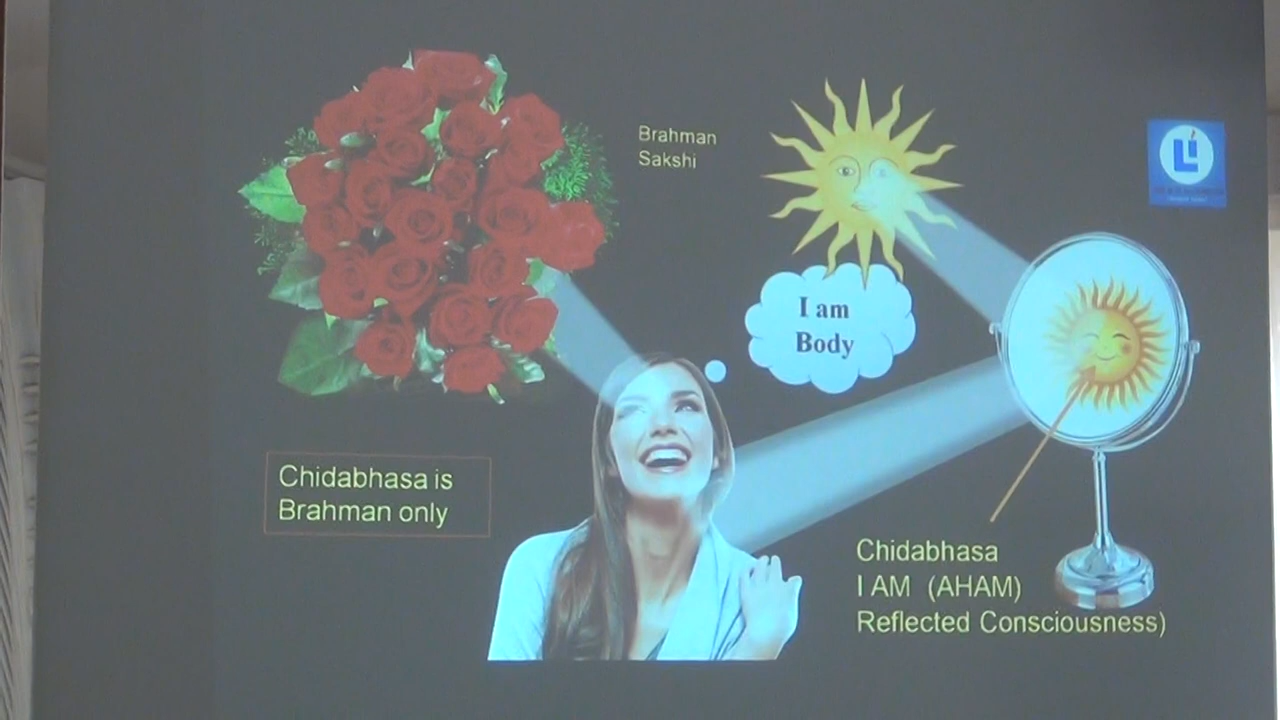 Brahman
Sakshi
I am
Body
Chidabhasa is
Brahman only
Chidabhasa
I AM (AHAM)
Reflected Consciousness)